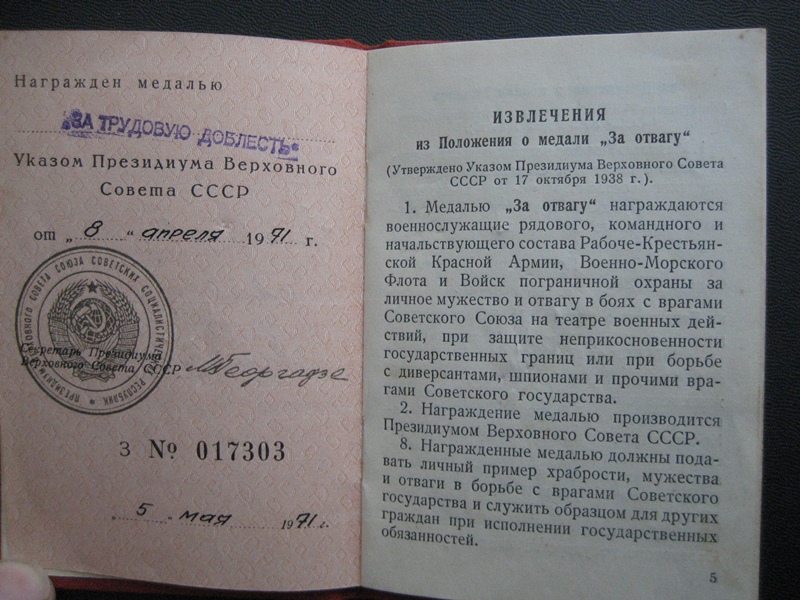 Награжден медалью
„ЗА ТРУДОВУЮ ДОБЛЕСТЬ“
Указом Президиума Верховного
Совета СССР
от „ 8 “ апреля 1971 г.
Секретарь Президиума
Верховного Совета СССР М Георгадзе
З № 017303
„ 5 “ мая 1971 г.
ИЗВЛЕЧЕНИЯ
из Положения о медали „За отвагу“
(Утверждено Указом Президиума Верховного Совета
СССР от 17 октября 1938 г.).
1. Медалью „За отвагу“ награждаются
военнослужащие рядового, командного и
начальствующего состава Рабоче-Крестьян-
ской Красной Армии, Военно-Морского
Флота и Войск пограничной охраны за
личное мужество и отвагу в боях с врагами
Советского Союза на театре военных дей-
ствий, при защите неприкосновенности
государственных границ или при борьбе
с диверсантами, шпионами и прочими вра-
гами Советского государства.
2. Награждение медалью производится
Президиумом Верховного Совета СССР.
8. Награжденные медалью должны пода-
вать личный пример храбрости, мужества
и отваги в борьбе с врагами Советского
государства и служить образцом для других
граждан при исполнении государственных
обязанностей.
5